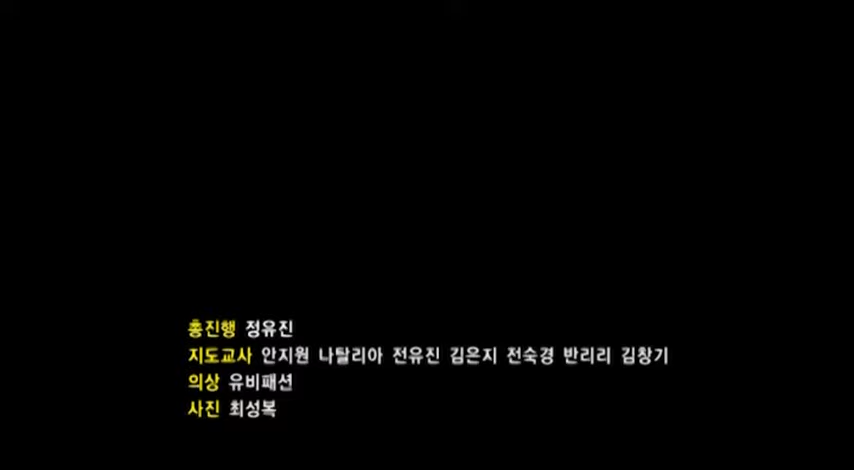 총진행 정유진
지도교사 안지원 나탈리아 전유진 김은지 전숙경 반리리 김창기
의상 유비패션
사진 최성복